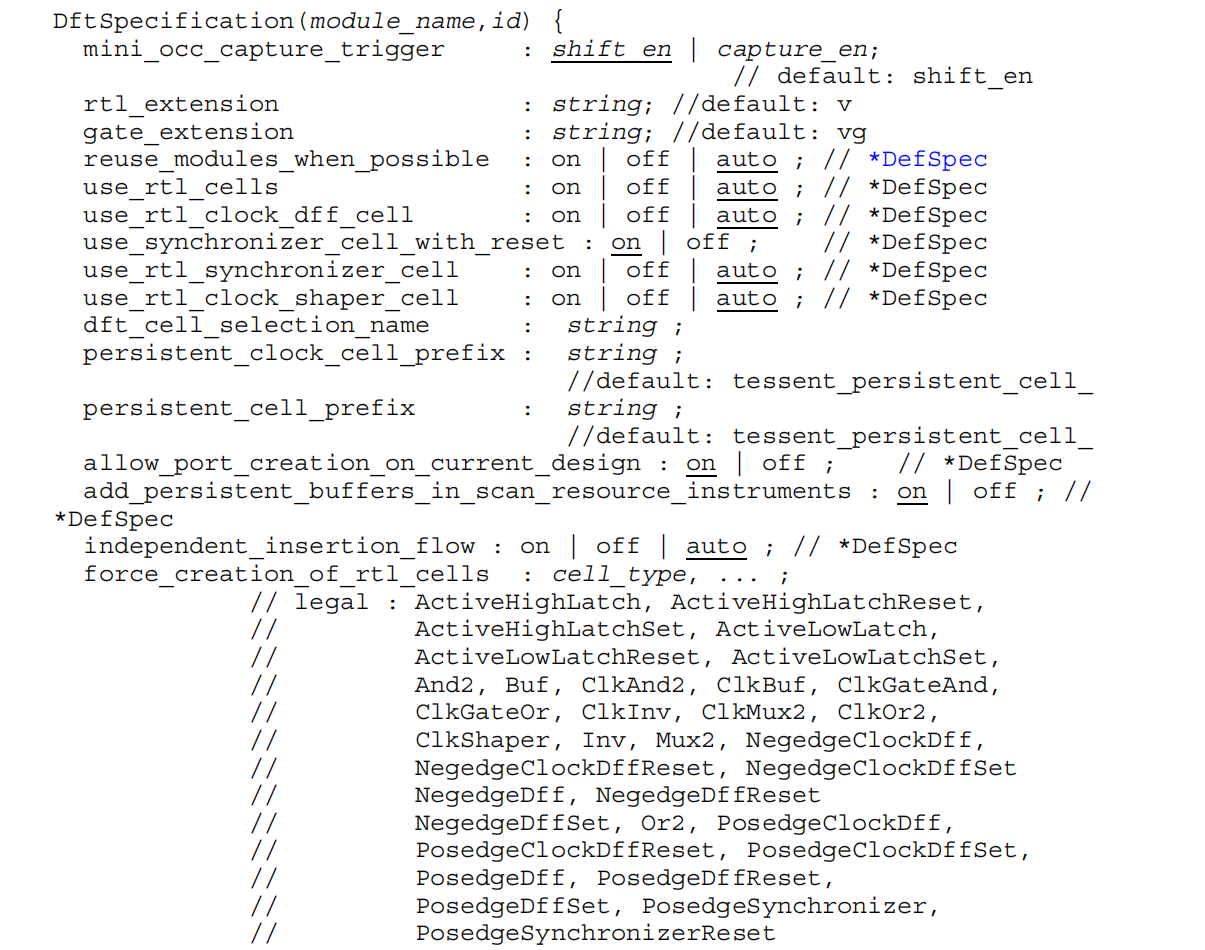 DftSpecification(module_name,id) {
mini_occ_capture_trigger : shift_en | capture_en;
// default: shift_en
rtl_extension : string; //default: v
gate_extension : string; //default: vg
reuse_modules_when_possible : on | off | auto ; // *DefSpec
use_rtl_cells : on | off | auto ; // *DefSpec
use_rtl_clock_dff_cell : on | off | auto ; // *DefSpec
use_synchronizer_cell_with_reset : on | off ; // *DefSpec
use_rtl_synchronizer_cell : on | off | auto ; // *DefSpec
use_rtl_clock_shaper_cell : on | off | auto ; // *DefSpec
dft_cell_selection_name : string ;
persistent_clock_cell_prefix : string ;
//default: tessent_persistent_cell_
persistent_cell_prefix : string ;
//default: tessent_persistent_cell_
allow_port_creation_on_current_design : on | off ; // *DefSpec
add_persistent_buffers_in_scan_resource_instruments : on | off ; //
*DefSpec
independent_insertion_flow : on | off | auto ; // *DefSpec
force_creation_of_rtl_cells : cell_type, ... ;
// legal : ActiveHighLatch, ActiveHighLatchReset,
// ActiveHighLatchSet, ActiveLowLatch,
// ActiveLowLatchReset, ActiveLowLatchSet,
// And2, Buf, ClkAnd2, ClkBuf, ClkGateAnd,
// ClkGateOr, ClkInv, ClkMux2, ClkOr2,
// ClkShaper, Inv, Mux2, NegedgeClockDff,
// NegedgeClockDffReset, NegedgeClockDffSet
// NegedgeDff, NegedgeDffReset
// NegedgeDffSet, Or2, PosedgeClockDff,
// PosedgeClockDffReset, PosedgeClockDffSet,
// PosedgeDff, PosedgeDffReset,
// PosedgeDffSet, PosedgeSynchronizer,
// PosedgeSynchronizerReset